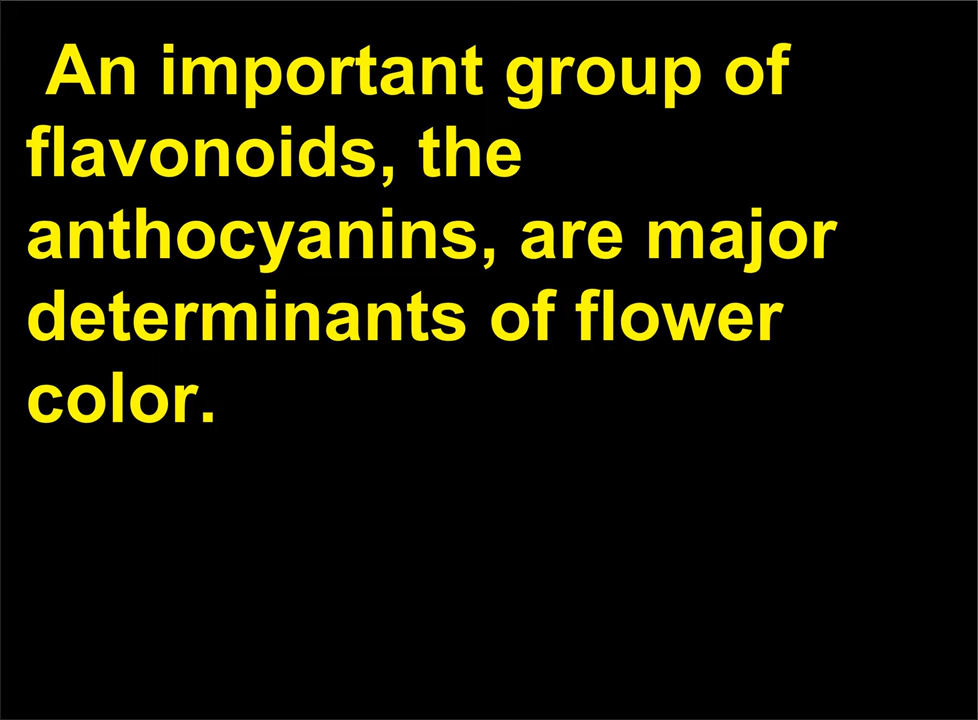 An important group of
flavonoids, the
anthocyanins, are major
determinants of flower
color.